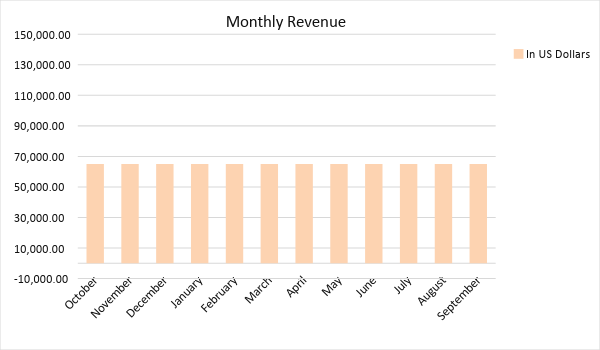 Monthly Revenue
150,000.00
130,000.00
110,000.00
90,000.00
70,000.00
50,000.00
30,000.00
10,000.00
-10,000.00
In US Dollars
October
November
December
January
February
March
April
May
June
July
August
September